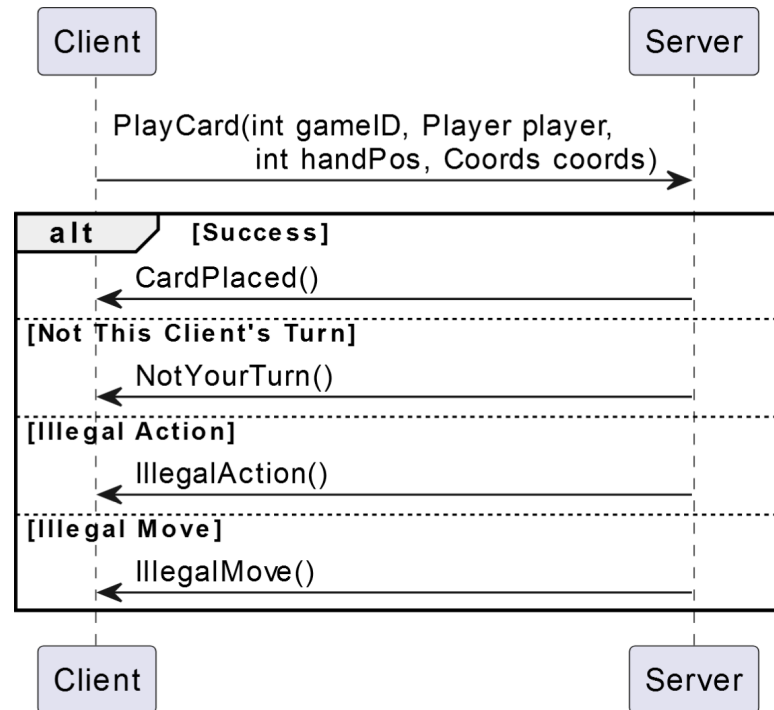 Client Server
PlayCard(int gameID, Player player,
int handPos, Coords coords)
alt [Success]
CardPlaced()
[Not This Client's Turn]
NotYourTurn()
[Illegal Action]
IllegalAction()
[Illegal Move]
IllegalMove()
Client Server